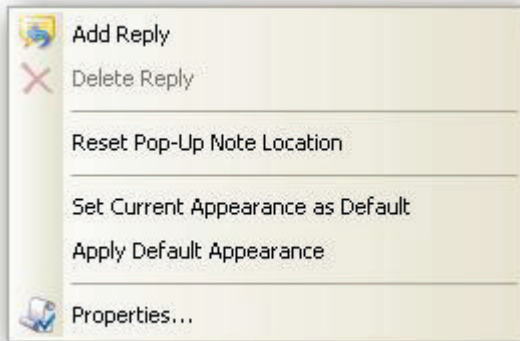 Add Reply
Delete Reply
Reset Pop-Up Note Location
Set Current Appearance as Default
Apply Default Appearance
Properties...